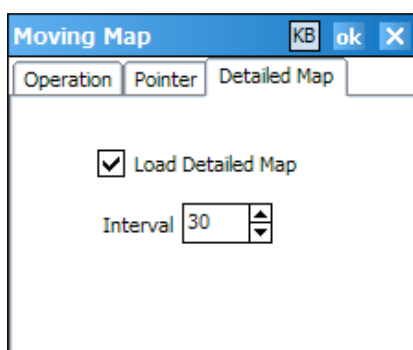 Moving Map KB ok
Operation Pointer Detailed Map
Load Detailed Map
Interval 30